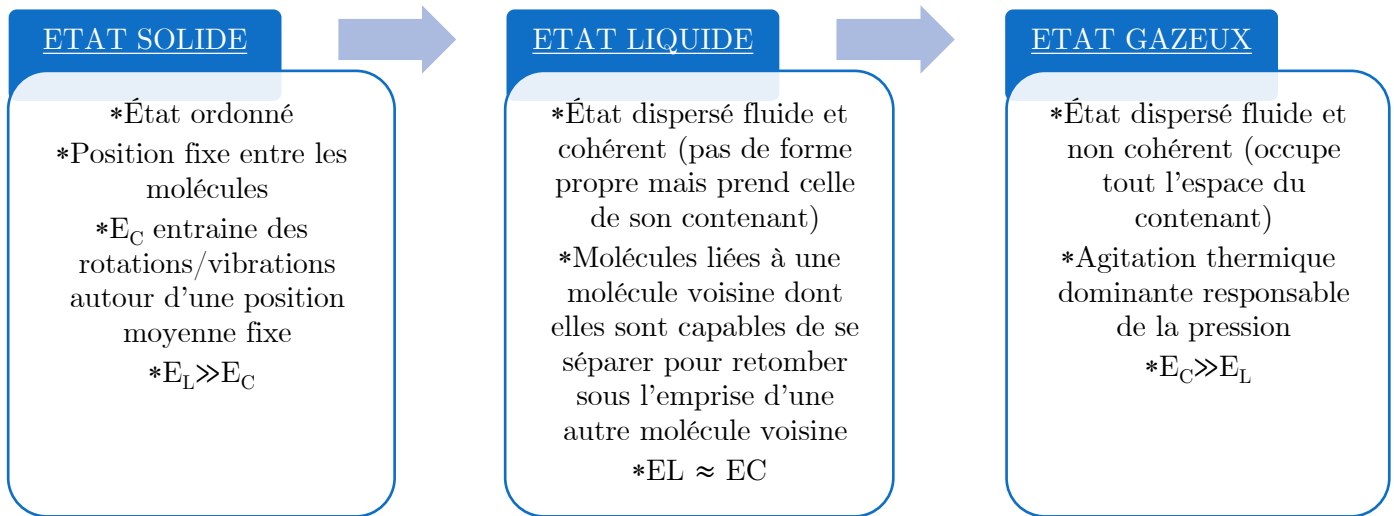 ETAT SOLIDE
*État ordonné
*Position fixe entre les
molécules
*E_C entraine des
rotations/vibrations
autour d'une position
moyenne fixe
*E_L≫E_C
ETAT LIQUIDE
*État dispersé fluide et
cohérent (pas de forme
propre mais prend celle
de son contenant)
*Molécules liées à une
molécule voisine dont
elles sont capables de se
séparer pour retomber
sous l'emprise d'une
autre molécule voisine
*EL ≈ EC
ETAT GAZEUX
*État dispersé fluide et
non cohérent (occupe
tout l'espace du
contenant)
*Agitation thermique
dominante responsable
de la pression
*E_C≫E_L